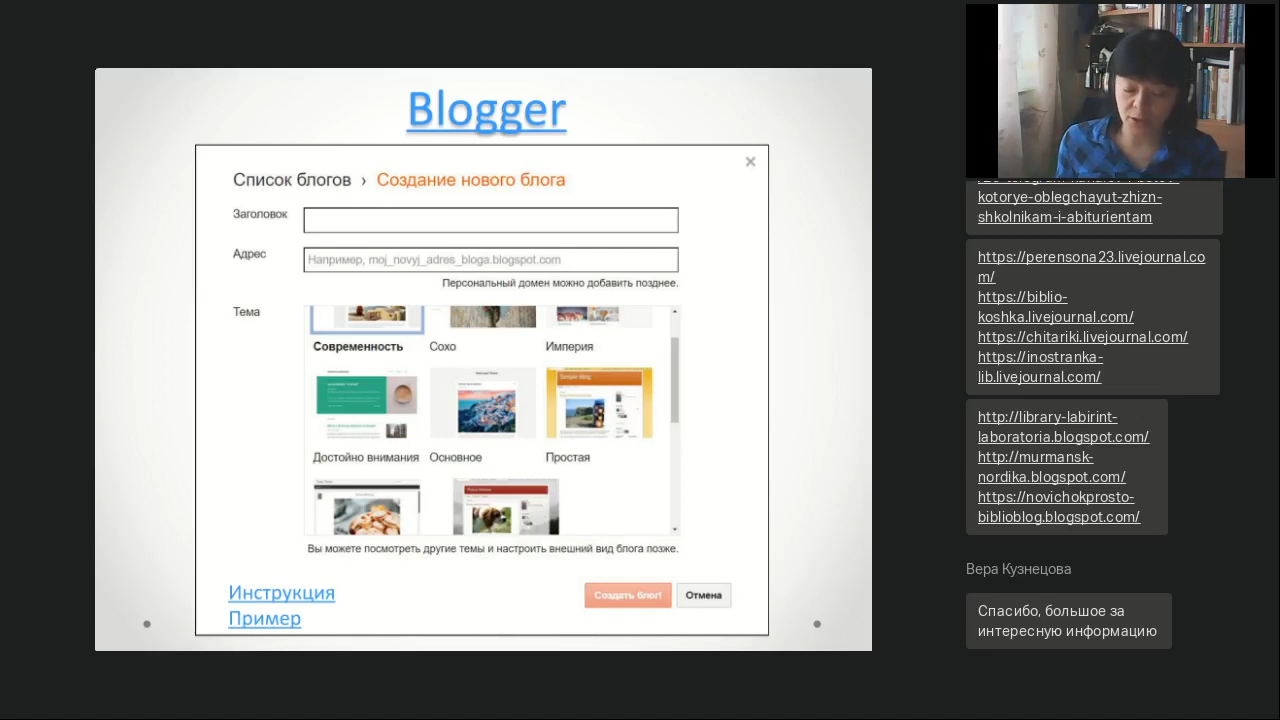 Blogger
Список блогов › Создание нового блога
Заголовок
Адрес
Например, moj_novyj_adres_bloga.blogspot.com
Персональный домен можно добавить позднее.
Тема
Современность Сохо Империя
Достойно внимания Основное Простая
Вы можете посмотреть другие темы и настроить внешний вид блога позже.
Инструкция
Пример
Создать блог! Отмена
kotorye-oblegchayut-zhizn-
shkolnikam-i-abiturientam
https://perensona23.livejournal.co
m/
https://biblio-
koshka.livejournal.com/
https://chitariki.livejournal.com/
https://inostranka-
lib.livejournal.com/
http://library-labirint-
laboratoria.blogspot.com/
http://murmansk-
nordika.blogspot.com/
https://novichokprosto-
biblioblog.blogspot.com/
Вера Кузнецова
Спасибо, большое за
интересную информацию